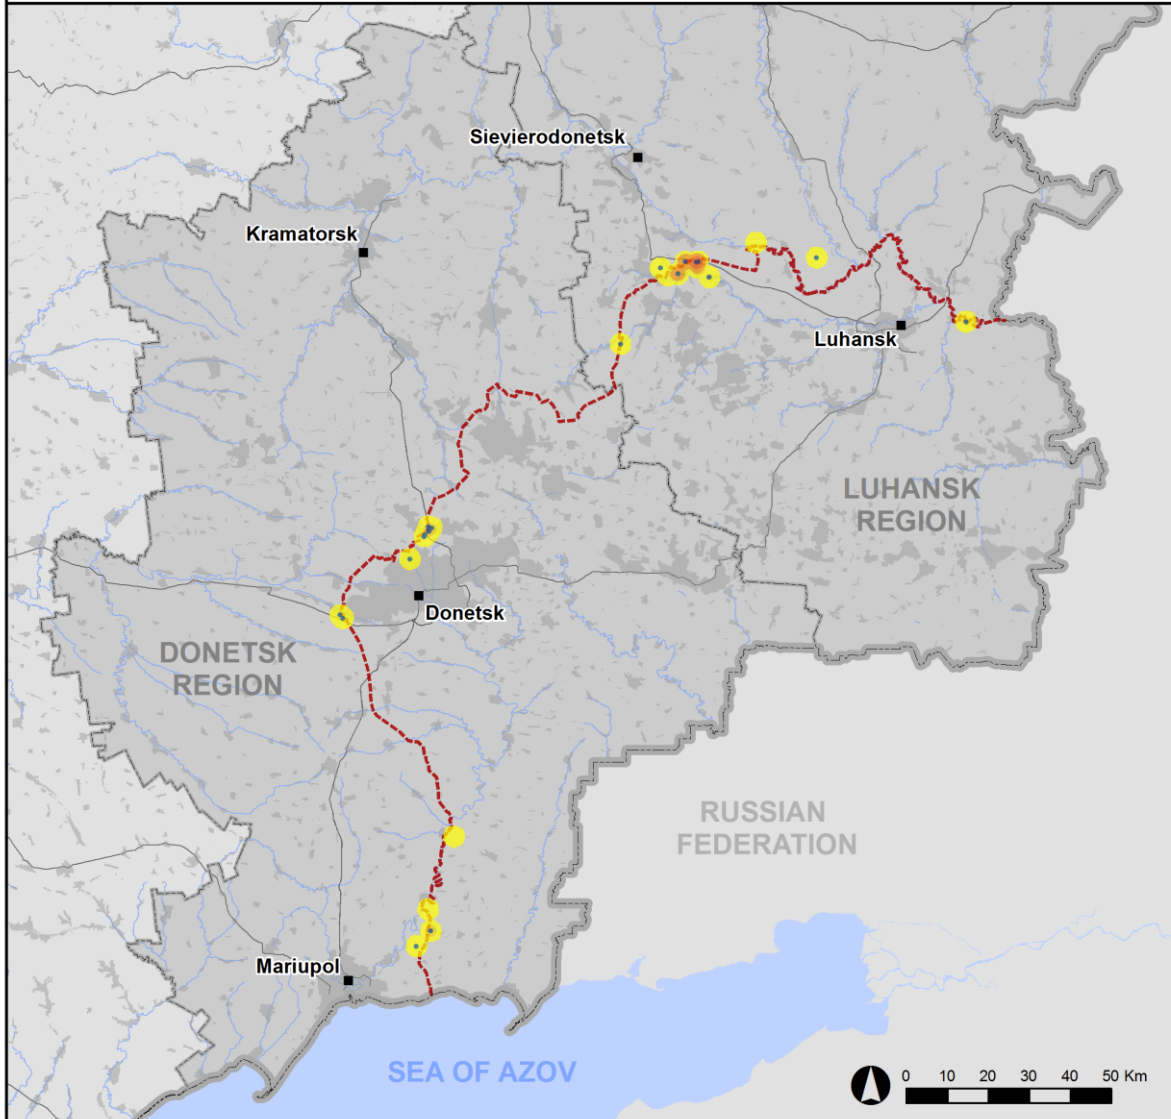 Sievierodonetsk
Kramatorsk
Luhansk
LUHANSK
REGION
Donetsk
DONETSK
REGION
RUSSIAN
FEDERATION
Mariupol
SEA OF AZOV
0 10 20 30 40 50 Km